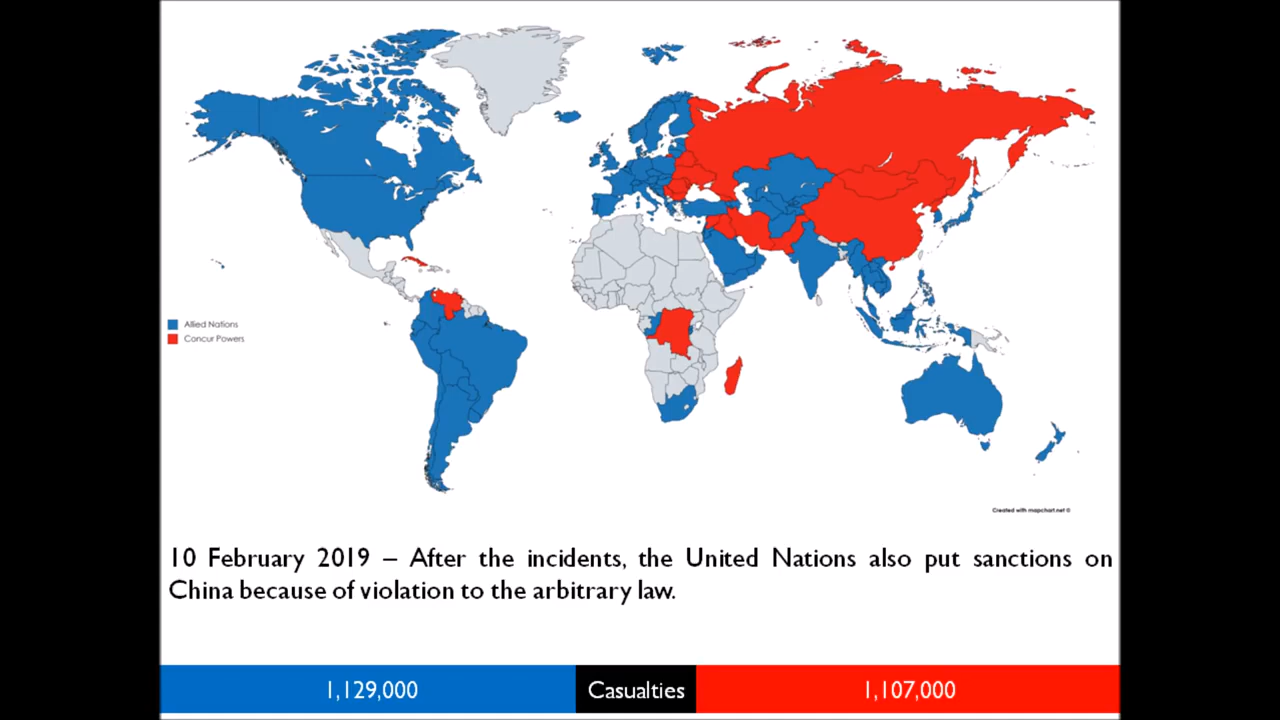 Allied Nations
Concur Powers
Created with mapchart.net ©
10 February 2019 – After the incidents, the United Nations also put sanctions on
China because of violation to the arbitrary law.
1,129,000
Casualties
1,107,000